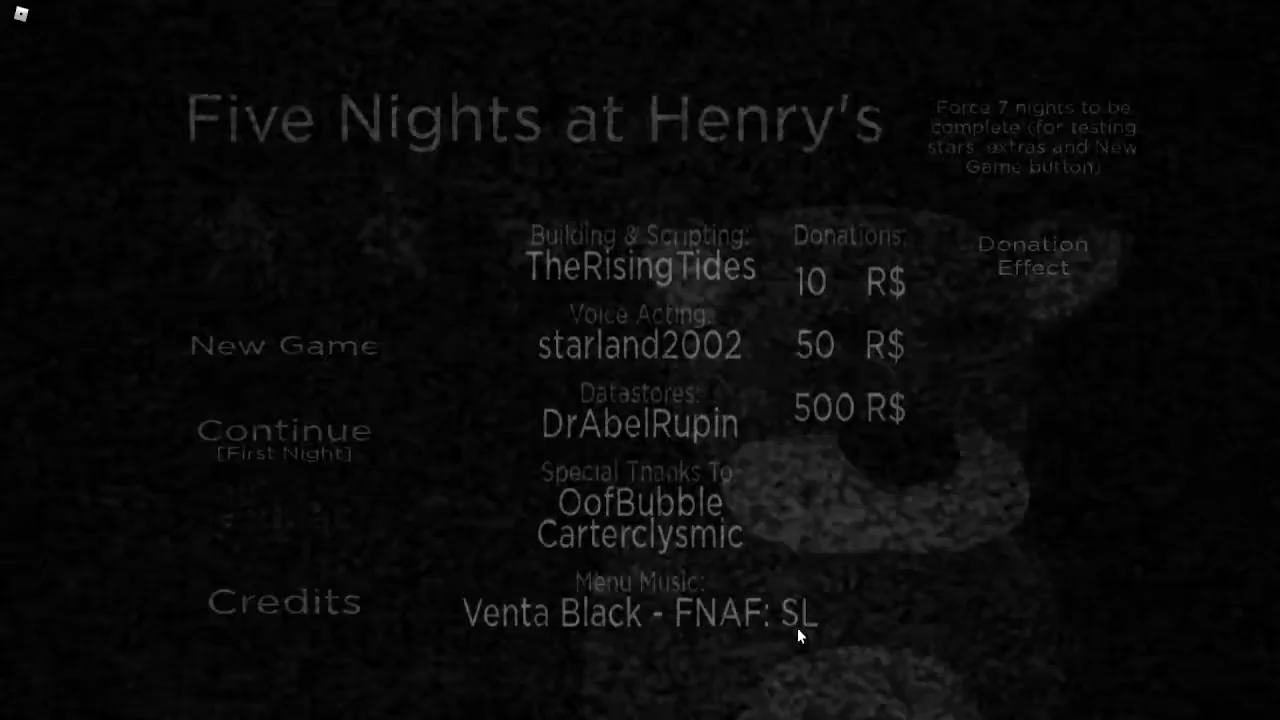 Five Nights at Henry's
Force 7 nights to be
complete (for testing
stars, extras and New
Game button)
New Game
Continue
[First Night]
Credits
Building & Scripting:
TheRisingTides
Voice Acting:
starland2002
Datastores:
DrAbelRupin
Special Thanks To
OofBubble
Carterclysmic
Menu Music:
Venta Black - FNAF: SL
Donations:
10 R$
50 R$
500 R$
Donation
Effect